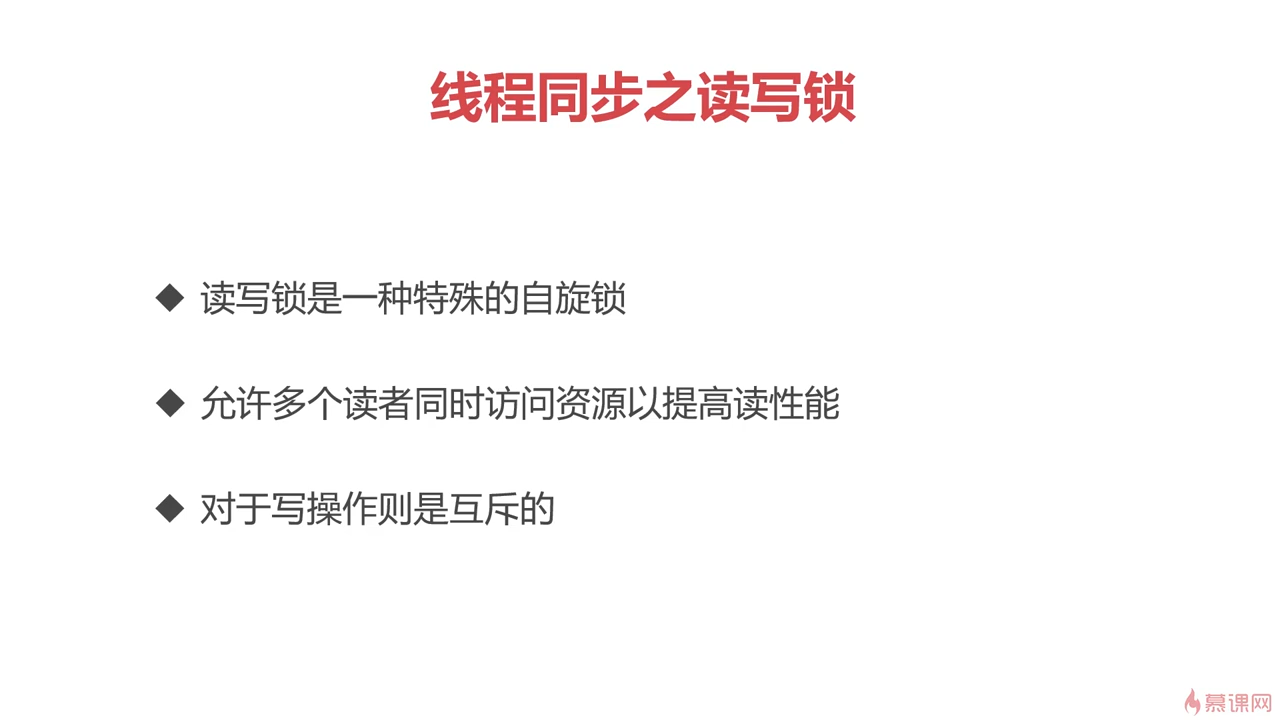 线程同步之读写锁
◆ 读写锁是一种特殊的自旋锁
◆ 允许多个读者同时访问资源以提高读性能
◆ 对于写操作则是互斥的
慕课网